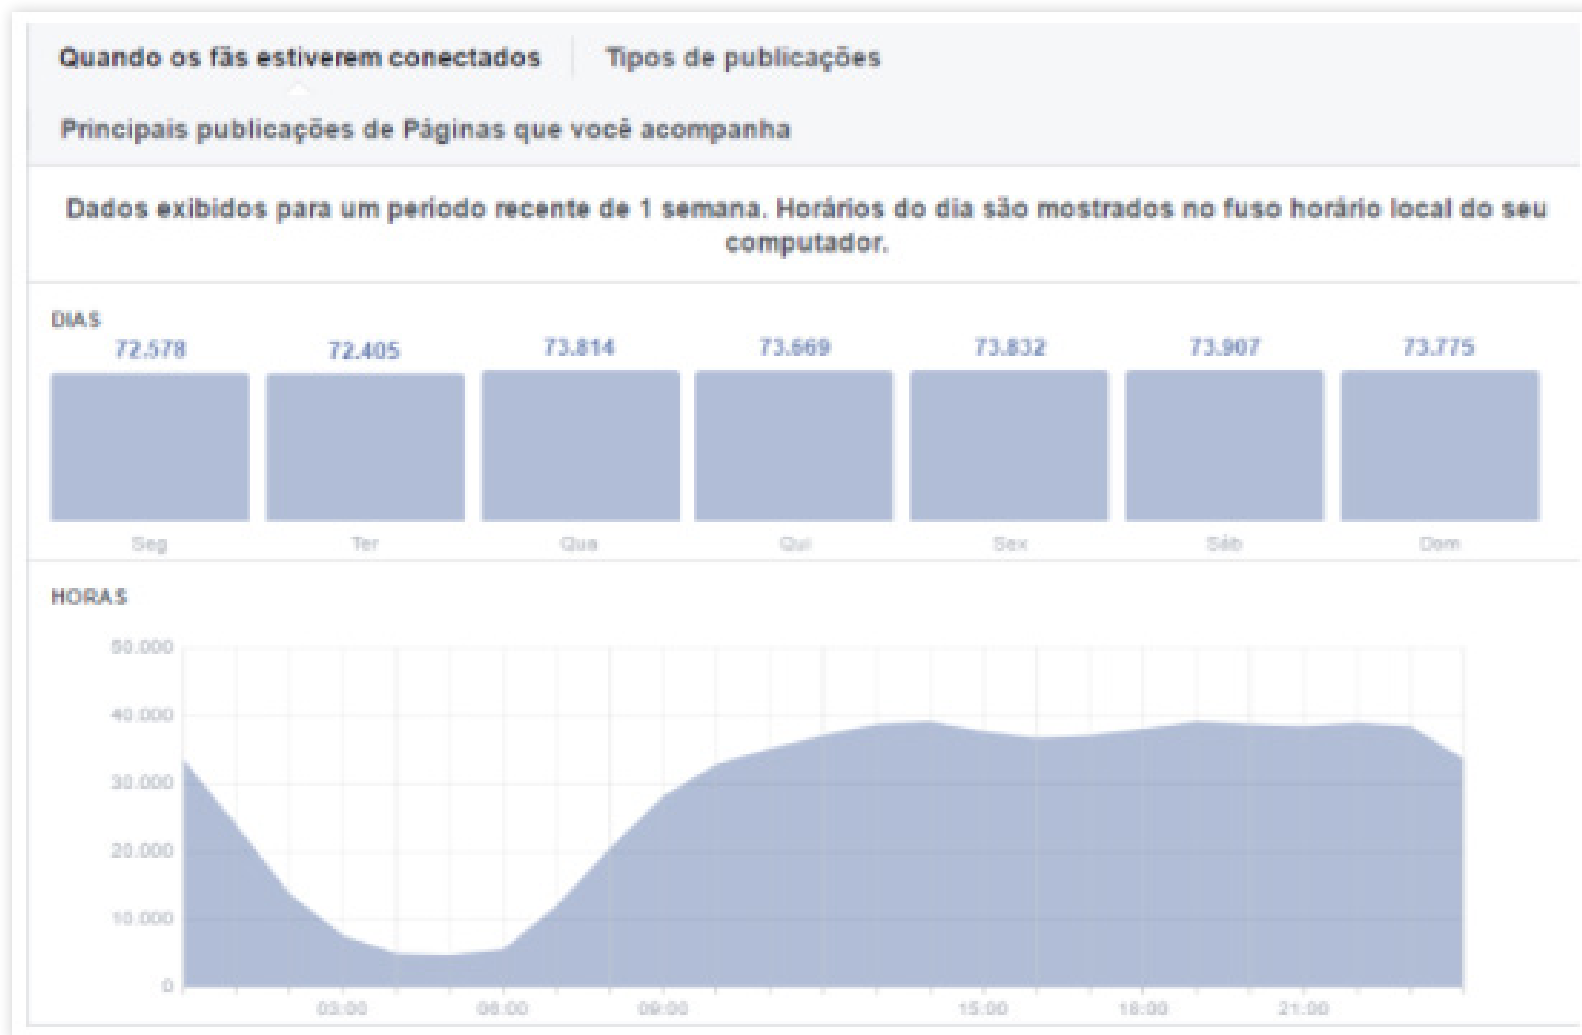 Quando os fãs estiverem conectados
Tipos de publicações
Principais publicações de Páginas que você acompanha
Dados exibidos para um período recente de 1 semana. Horários do dia são mostrados no fuso horário local do seu
computador.
DIAS
72.578 72.405 73.814 73.669 73.832 73.907 73.775
Seg Ter Qua Qui Sex Sáb Dom
HORAS
50.000
40.000
30.000
20.000
10.000
0
03:00 06:00 09:00 15:00 18:00 21:00